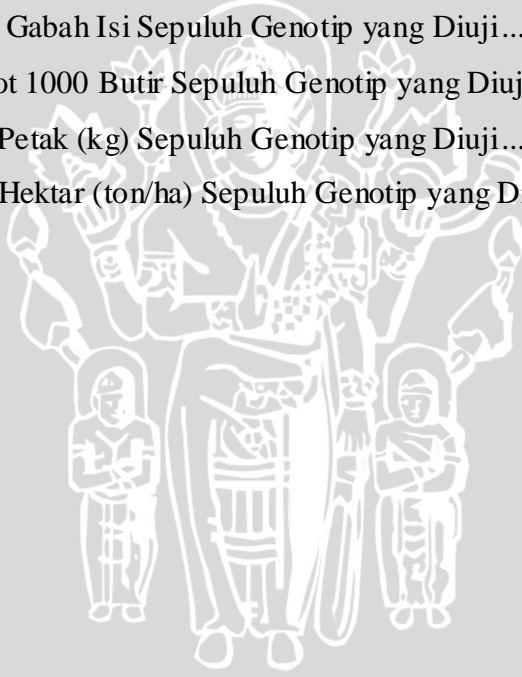 Gabah Isi Sepuluh Genotip yang Diuji...
ot 1000 Butir Sepuluh Genotip yang Diuj
Petak (kg) Sepuluh Genotip yang Diuji...
Hektar (ton/ha) Sepuluh Genotip yang D